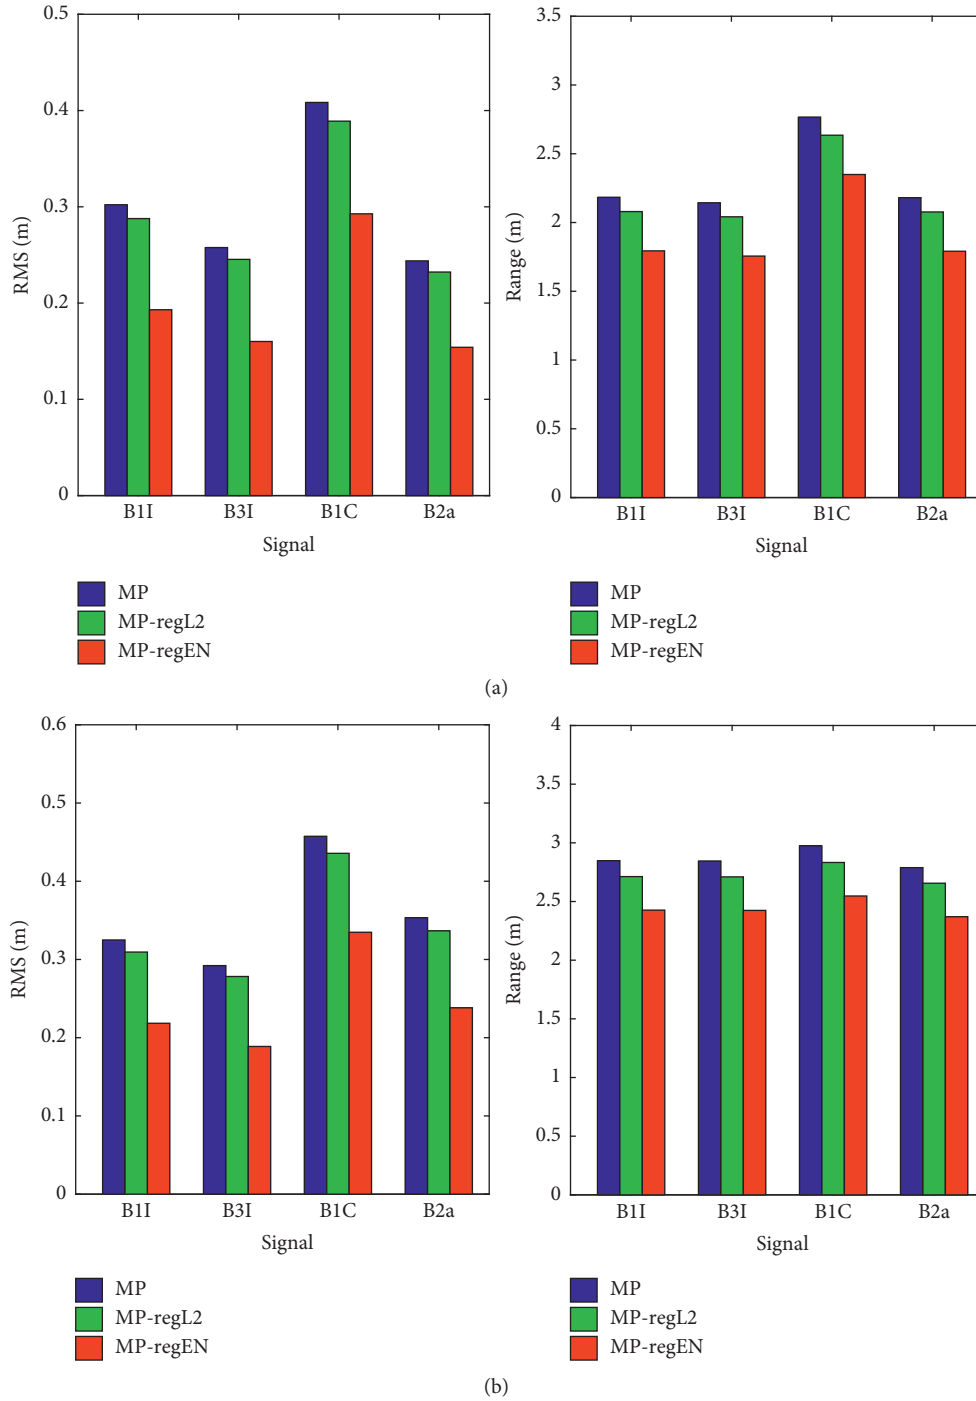 0.5
0.4
0.3
0.2
0.1
0
RMS (m)
B1I B3I B1C B2a
Signal
MP
MP-regL2
MP-regEN
3.5
3
2.5
2
1.5
1
0.5
0
Range (m)
B1I B3I B1C B2a
Signal
MP
MP-regL2
MP-regEN
(a)
0.6
0.5
0.4
0.3
0.2
0.1
0
RMS (m)
B1I B3I B1C B2a
Signal
MP
MP-regL2
MP-regEN
4
3.5
3
2.5
2
1.5
1
0.5
0
Range (m)
B1I B3I B1C B2a
Signal
MP
MP-regL2
MP-regEN
(b)